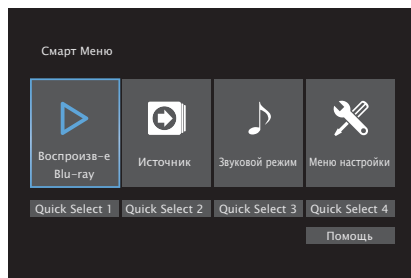 Смарт Меню
Воспроизв-е
Blu-ray
Источник
Звуковой режим
Меню настройки
Quick Select 1
Quick Select 2
Quick Select 3
Quick Select 4
Помощь